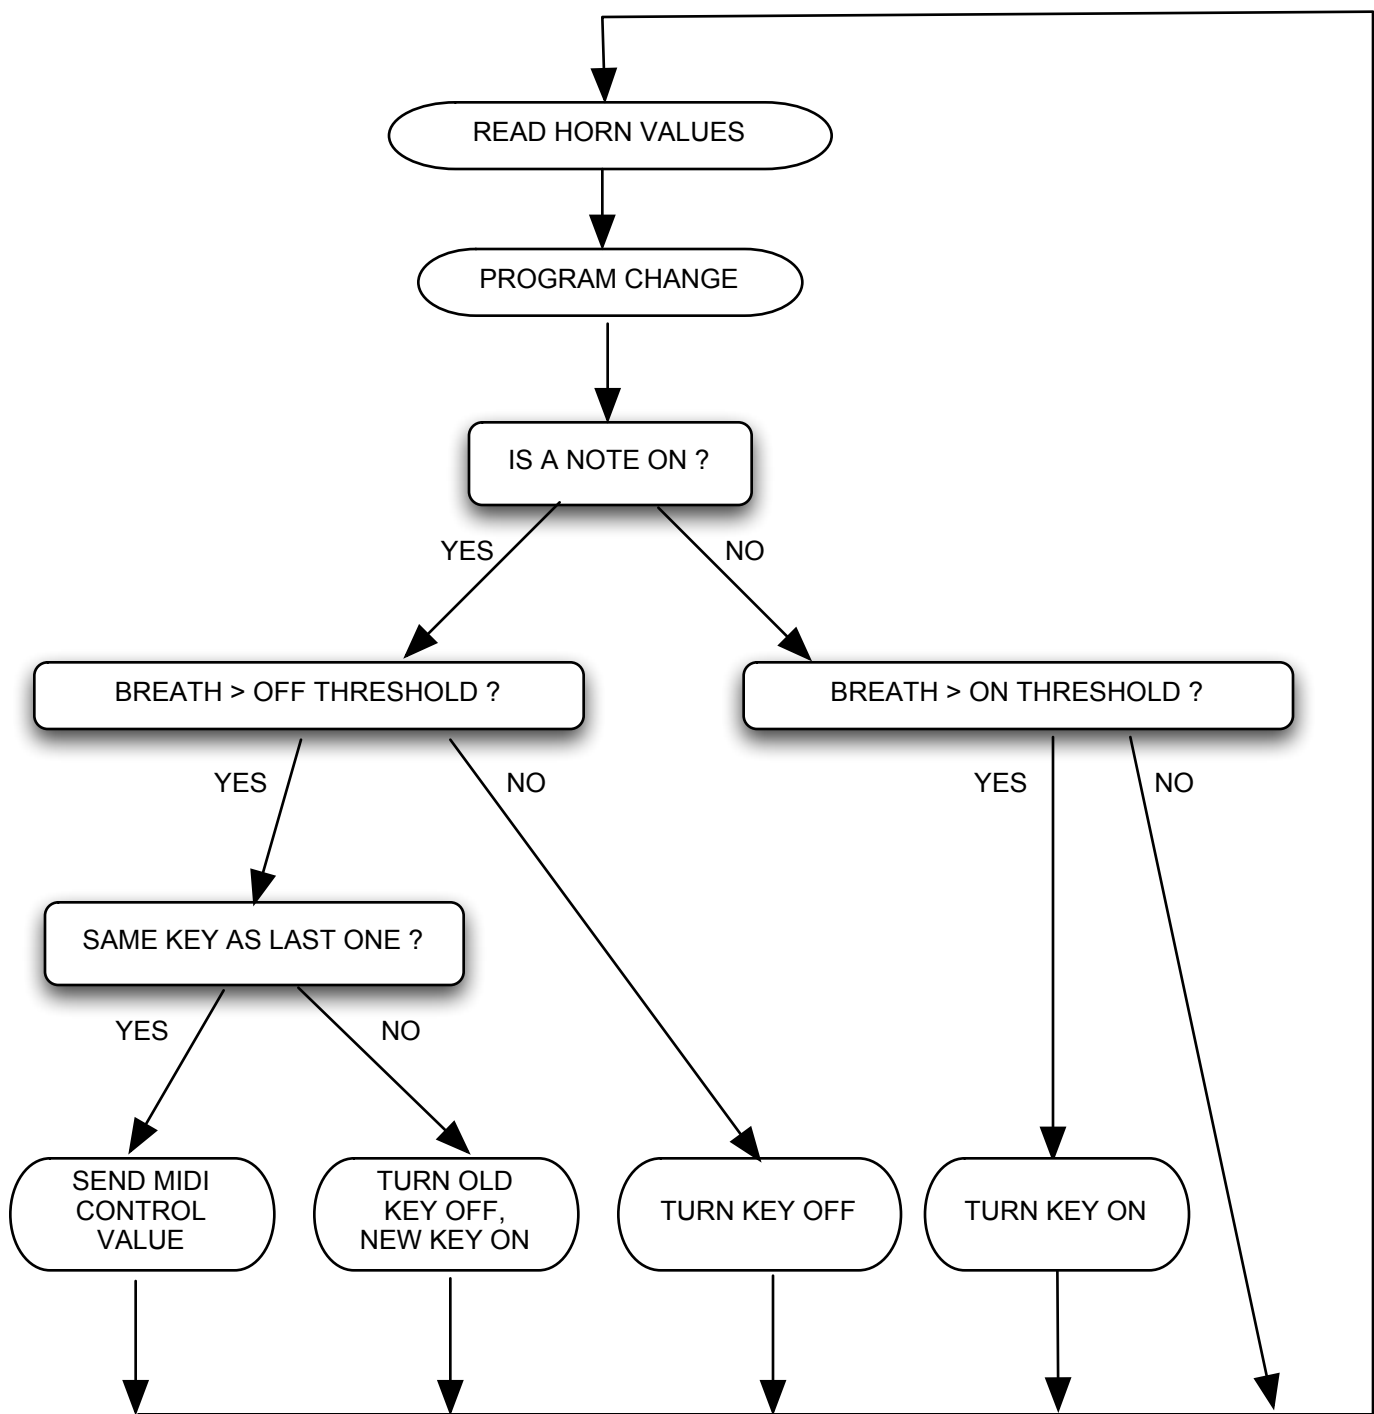 READ HORN VALUES
PROGRAM CHANGE
IS A NOTE ON ?
YES
NO
BREATH > OFF THRESHOLD ?
BREATH > ON THRESHOLD ?
YES
NO
YES
NO
SAME KEY AS LAST ONE ?
YES
NO
SEND MIDI
CONTROL
VALUE
TURN OLD
KEY OFF,
NEW KEY ON
TURN KEY OFF
TURN KEY ON